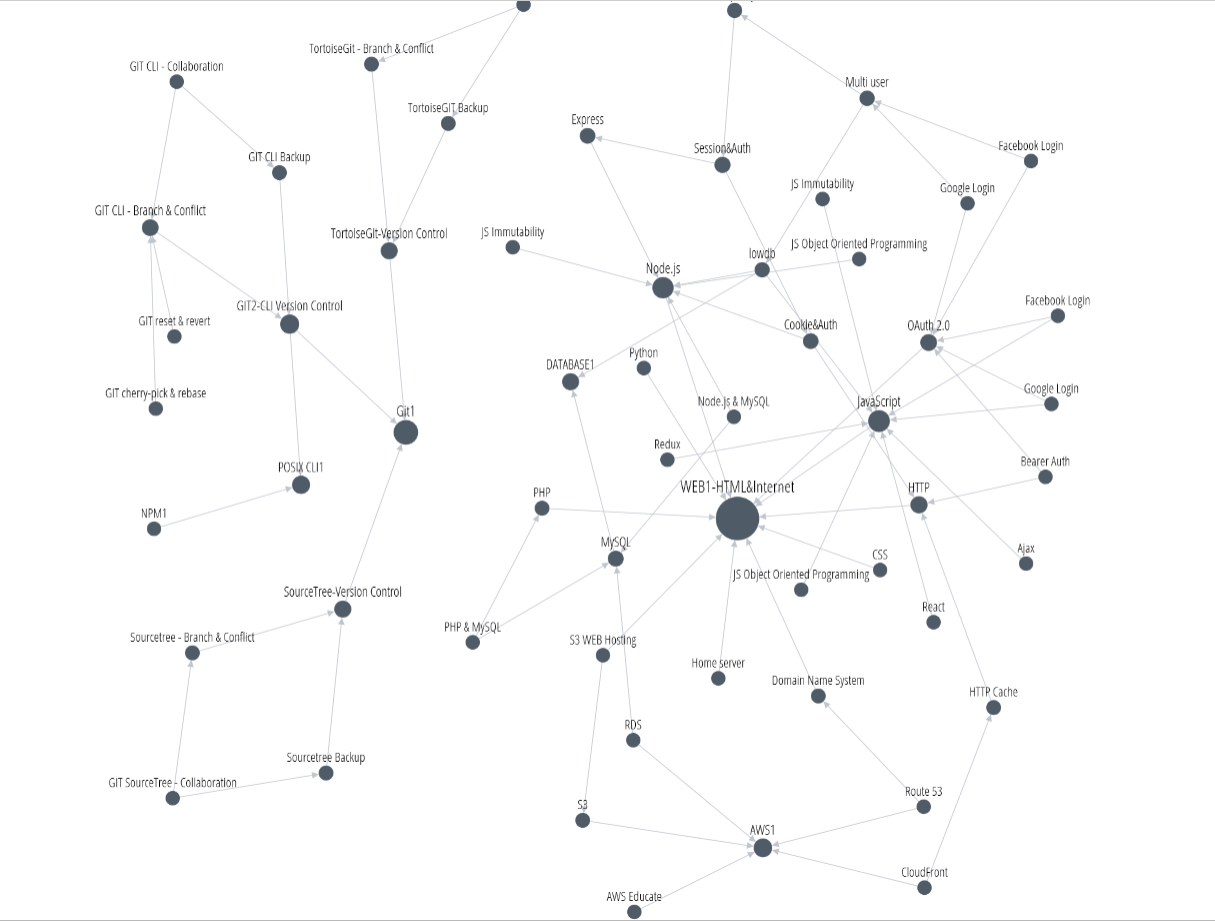 TortoiseGit - Branch & Conflict
GIT CLI - Collaboration
Multi user
TortoiseGIT Backup
Express
Facebook Login
Session&Auth
GIT CLI Backup
JS Immutability
Google Login
GIT CLI - Branch & Conflict
JS Immutability
TortoiseGit-Version Control
JS Object Oriented Programming
lowdb
Node.js
Facebook Login
GIT2-CLI Version Control
GIT reset & revert
Cookie&Auth
OAuth 2.0
Python
DATABASE1
Google Login
GIT cherry-pick & rebase
Node.js & MySQL
JavaScript
Git1
Redux
Bearer Auth
POSIX CLI1
WEB1-HTML&Internet
HTTP
PHP
NPM1
MySQL
Ajax
CSS
JS Object Oriented Programming
SourceTree-Version Control
React
PHP & MySQL
Sourcetree - Branch & Conflict
S3 WEB Hosting
Home server
Domain Name System
HTTP Cache
RDS
Sourcetree Backup
GIT SourceTree - Collaboration
Route 53
S3
AWS1
CloudFront
AWS Educate